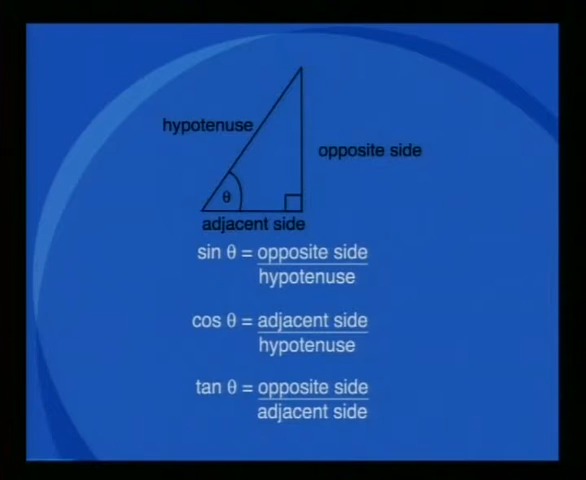 hypotenuse
opposite side
θ
adjacent side
sin θ = opposite side
hypotenuse
cos θ = adjacent side
hypotenuse
tan θ = opposite side
adjacent side